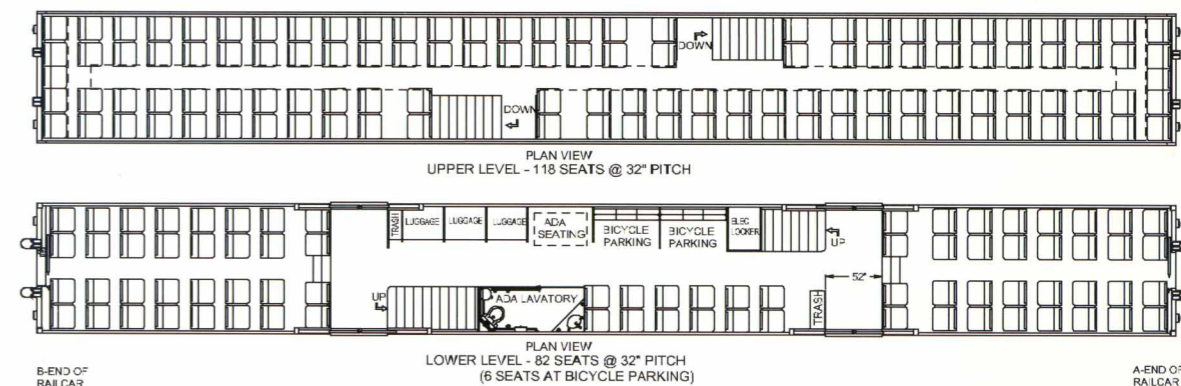 DOWN
DOWN
PLAN VIEW
UPPER LEVEL - 118 SEATS @ 32" PITCH
TRASH
LUGGAGE
LUGGAGE
LUGGAGE
ADA
SEATING
BICYCLE
PARKING
BICYCLE
PARKING
ELEC
LOCKER
UP
52"
UP
ADA LAVATORY
TRASH
PLAN VIEW
LOWER LEVEL - 82 SEATS @ 32" PITCH
(6 SEATS AT BICYCLE PARKING)
B-END OF
RAILCAR
A-END OF
RAILCAR